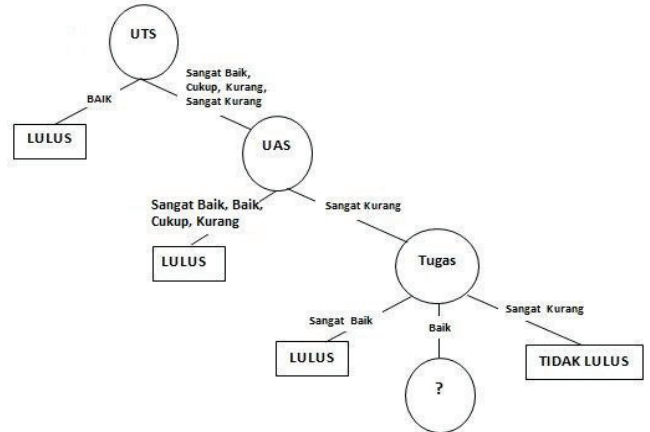 UTS
Sangat Baik,
Cukup, Kurang,
Sangat Kurang
BAIK
LULUS
UAS
Sangat Baik, Baik,
Cukup, Kurang
Sangat Kurang
LULUS
Tugas
Sangat Baik
Baik
Sangat Kurang
LULUS
?
TIDAK LULUS